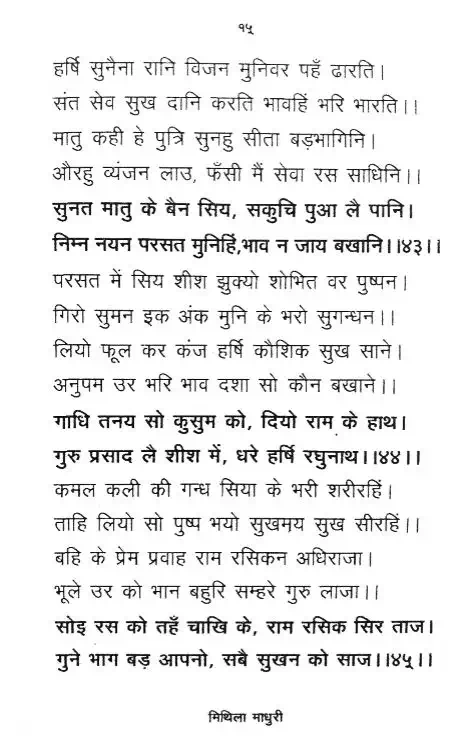 १५
हर्षि सुनैना रानि विजन मुनिवर पहँ ढारति।
संत सेव सुख दानि करति भावहिं भरि भारति।।
मातु कही हे पुत्रि सुनहु सीता बड़भागिनि।
औरहु व्यंजन लाउ, फँसी मैं सेवा रस साधिनि।।
सुनत मातु के बैन सिय, सकुचि पुआ लै पानि।
निम्न नयन परसत मुनिहिं,भाव न जाय बखानि।।४३।।
परसत में सिय शीश झुक्यो शोभित वर पुष्पन।
गिरो सुमन इक अंक मुनि के भरो सुगन्धन।।
लियो फूल कर कंज हर्षि कौशिक सुख साने।
अनुपम उर भरि भाव दशा सो कौन बखाने।।
गाधि तनय सो कुसुम को, दियो राम के हाथ।
गुरु प्रसाद लै शीश में, धरे हर्षि रघुनाथ।।४४।।
कमल कली की गन्ध सिया के भरी शरीरहिं।
ताहि लियो सो पुष्प भयो सुखमय सुख सीरहिं।।
बहि के प्रेम प्रवाह राम रसिकन अधिराजा।
भूले उर को भान बहुरि सम्हरे गुरु लाजा।।
सोइ रस को तहँ चाखि के, राम रसिक सिर ताज।
गुने भाग बड़ आपनो, सबै सुखन को साज।।४५।।
मिथिला माधुरी